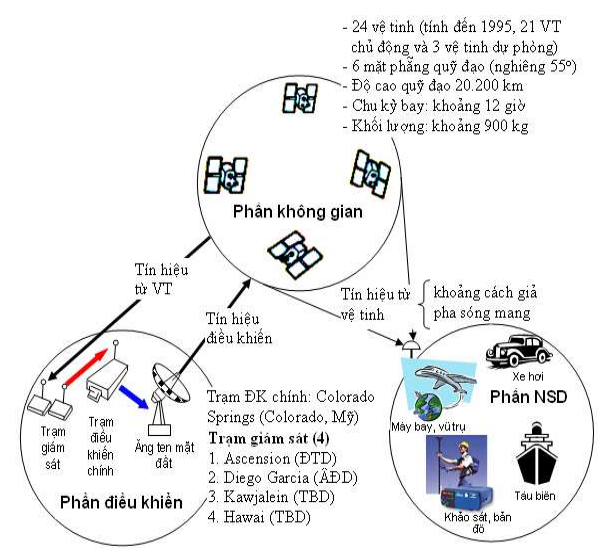 - 24 vệ tinh (tính đến 1995, 21 VT
chủ động và 3 vệ tinh dự phòng)
- 6 mặt phẳng quỹ đạo (nghiêng 55º)
- Độ cao quỹ đạo 20.200 km
- Chu kỳ bay: khoảng 12 giờ
- Khối lượng: khoảng 900 kg
Phần không gian
Tín hiệu
từ VT
Tín hiệu
điều khiển
Tín hiệu từ
vệ tinh
khoảng cách giả
pha sóng mang
Trạm
giám
sát
Trạm
điều
khiển
chính
Ăng ten mặt
đất
Phần điều khiển
Trạm ĐK chính: Colorado
Springs (Colorado, Mỹ)
Trạm giám sát (4)
1. Ascension (ĐTD)
2. Diego Garcia (ÂĐD)
3. Kawjalein (TBD)
4. Hawai (TBD)
Xe hơi
Phần NSD
Máy bay, vũ trụ
Tàu biển
Khảo sát, bản
đồ